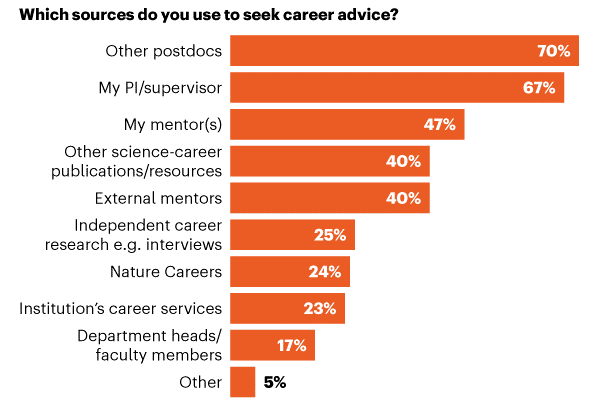 Which sources do you use to seek career advice?
Other postdocs 70%
My PI/supervisor 67%
My mentor(s) 47%
Other science-career
publications/resources 40%
External mentors 40%
Independent career
research e.g. interviews 25%
Nature Careers 24%
Institution’s career services 23%
Department heads/
faculty members 17%
Other 5%